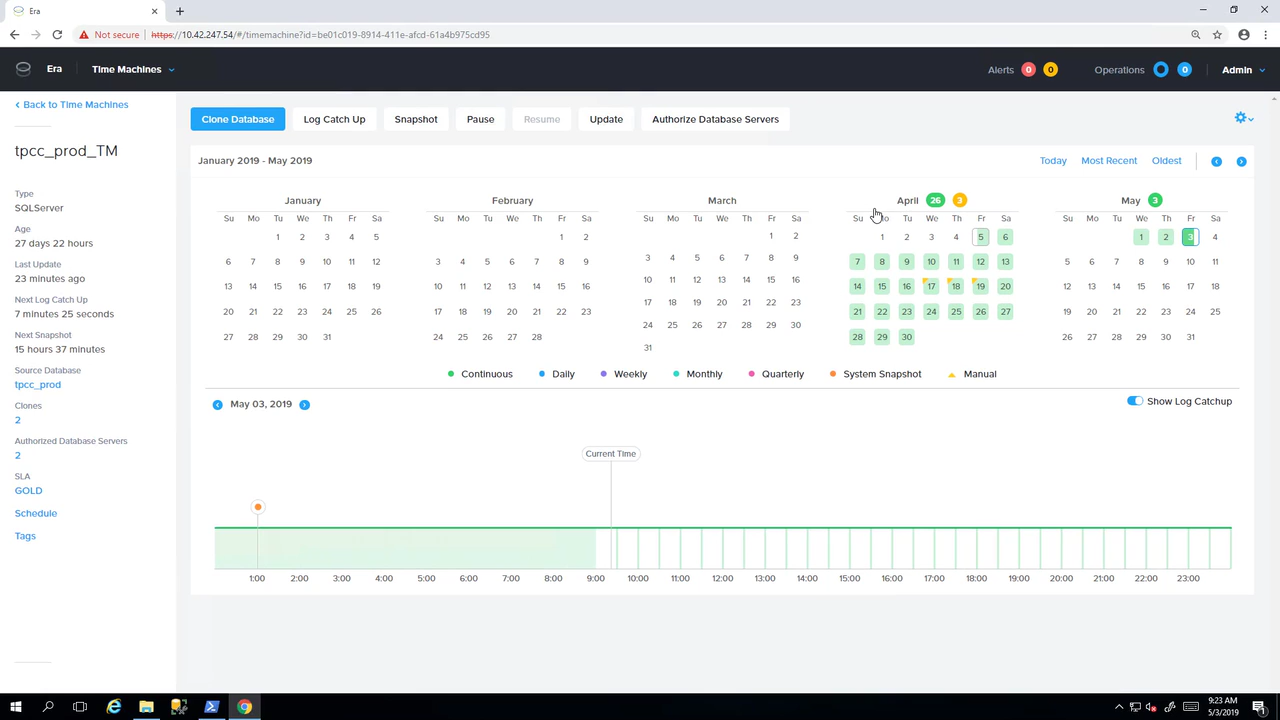 Era
Not secure https://10.42.247.54/#/timemachine?id=be01c019-8914-411e-afcd-61a4b975cd95
Era Time Machines Alerts 0 0 Operations 0 Admin
Back to Time Machines
tpcc_prod_TM
Type
SQLServer
Age
27 days 22 hours
Last Update
23 minutes ago
Next Log Catch Up
7 minutes 25 seconds
Next Snapshot
15 hours 37 minutes
Source Database
tpcc_prod
Clones
2
Authorized Database Servers
2
SLA
GOLD
Schedule
Tags
Clone Database Log Catch Up Snapshot Pause Resume Update Authorize Database Servers
January 2019 - May 2019 Today Most Recent Oldest
January
Su Mo Tu We Th Fr Sa
1 2 3 4 5
6 7 8 9 10 11 12
13 14 15 16 17 18 19
20 21 22 23 24 25 26
27 28 29 30 31
February
Su Mo Tu We Th Fr Sa
1 2
3 4 5 6 7 8 9
10 11 12 13 14 15 16
17 18 19 20 21 22 23
24 25 26 27 28
March
Su Mo Tu We Th Fr Sa
1 2
3 4 5 6 7 8 9
10 11 12 13 14 15 16
17 18 19 20 21 22 23
24 25 26 27 28 29 30
31
April 26 3
Su Mo Tu We Th Fr Sa
1 2 3 4 5 6
7 8 9 10 11 12 13
14 15 16 17 18 19 20
21 22 23 24 25 26 27
28 29 30
May 3
Su Mo Tu We Th Fr Sa
1 2 3 4
5 6 7 8 9 10 11
12 13 14 15 16 17 18
19 20 21 22 23 24 25
26 27 28 29 30 31
Continuous Daily Weekly Monthly Quarterly System Snapshot Manual
May 03, 2019 Show Log Catchup
Current Time
1:00 2:00 3:00 4:00 5:00 6:00 7:00 8:00 9:00 10:00 11:00 12:00 13:00 14:00 15:00 16:00 17:00 18:00 19:00 20:00 21:00 22:00 23:00
9:23 AM
5/3/2019